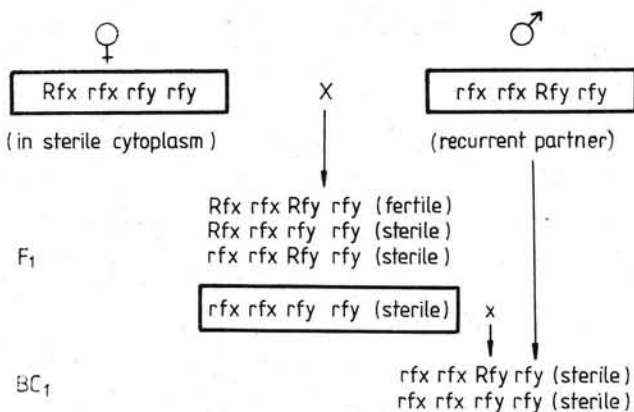 ♀ ♂
Rfx rfx rfy rfy X rfx rfx Rfy rfy
(in sterile cytoplasm) (recurrent partner)
Rfx rfx Rfy rfy (fertile)
Rfx rfx rfy rfy (sterile)
F1 rfx rfx Rfy rfy (sterile)
rfx rfx rfy rfy (sterile) x
rfx rfx Rfy rfy (sterile)
BC1 rfx rfx rfy rfy (sterile)